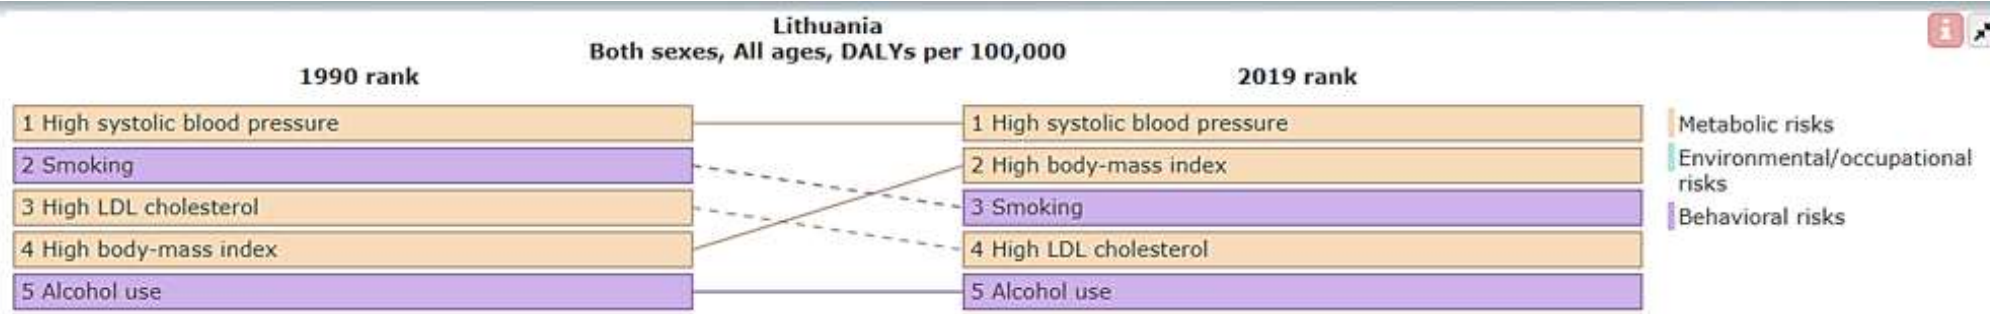 Lithuania
Both sexes, All ages, DALYs per 100,000
1990 rank
2019 rank
1 High systolic blood pressure
2 Smoking
3 High LDL cholesterol
4 High body-mass index
5 Alcohol use
1 High systolic blood pressure
2 High body-mass index
3 Smoking
4 High LDL cholesterol
5 Alcohol use
Metabolic risks
Environmental/occupational
risks
Behavioral risks
i